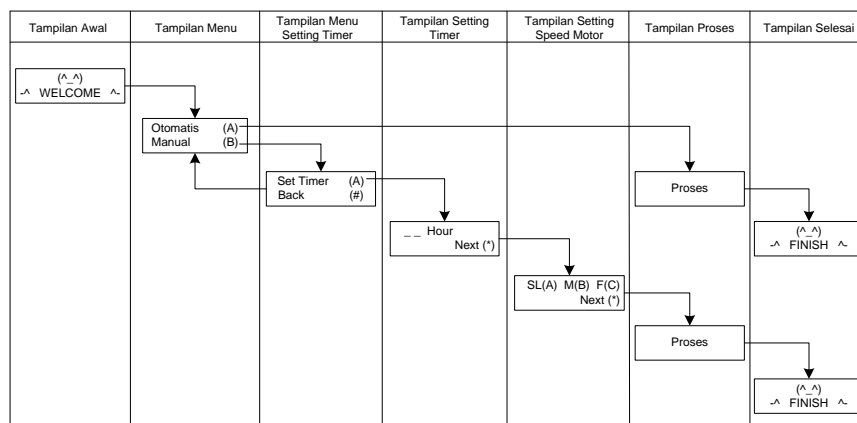 Tampilan Awal
Tampilan Menu
Tampilan Menu
Setting Timer
Tampilan Setting
Timer
Tampilan Setting
Speed Motor
Tampilan Proses
Tampilan Selesai
(^_^)
-^ WELCOME ^-
Otomatis (A)
Manual (B)
Set Timer (A)
Back (#)
_ _ Hour
Next (*)
SL(A) M(B) F(C)
Next (*)
Proses
(^_^)
-^ FINISH ^-
Proses
(^_^)
-^ FINISH ^-